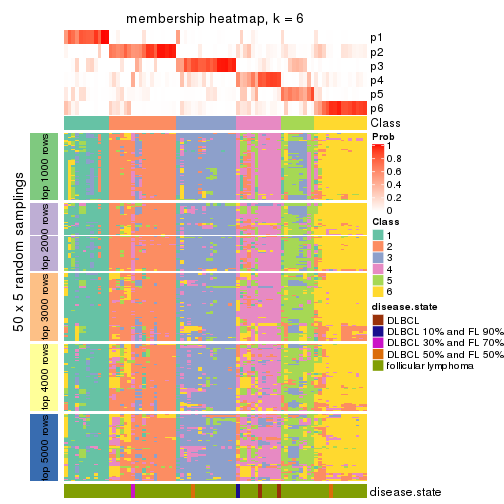 membership heatmap, k = 6
p1
p2
p3
p4
p5
p6
Class
50 x 5 random samplings
top 1000 rows
top 2000 rows
top 3000 rows
top 4000 rows
top 5000 rows
Prob
1
0.8
0.6
0.4
0.2
0
Class
1
2
3
4
5
6
disease.state
DLBCL
DLBCL 10% and FL 90%
DLBCL 30% and FL 70%
DLBCL 50% and FL 50%
follicular lymphoma
disease.state